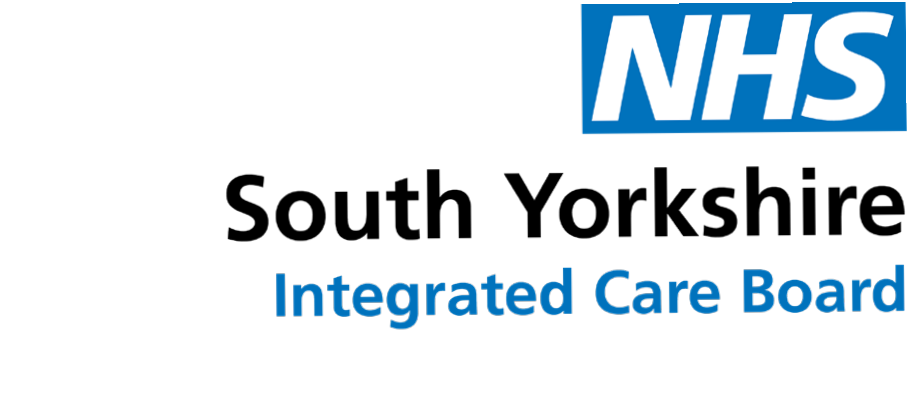 NHS
South Yorkshire
Integrated Care Board